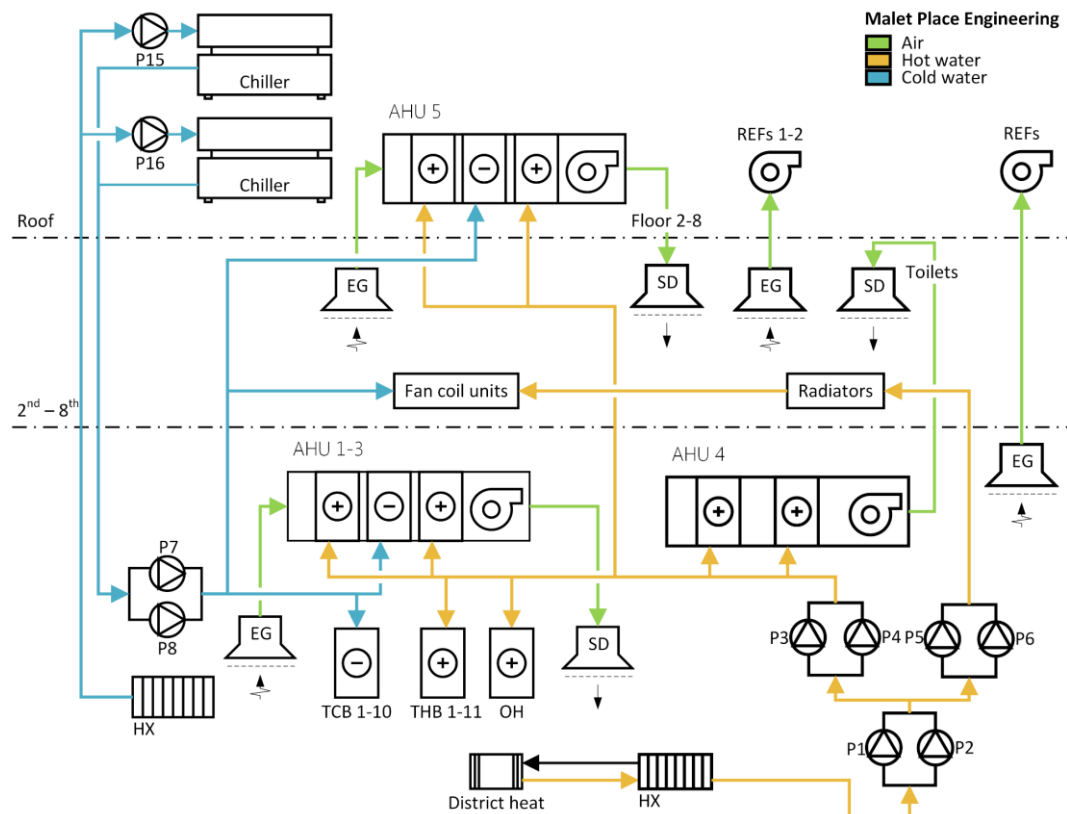 Malet Place Engineering
Air
Hot water
Cold water
P15
Chiller
P16
Chiller
AHU 5
REFs 1-2
REFs
Roof
Floor 2-8
EG
SD
EG
SD
Toilets
Fan coil units
Radiators
2nd – 8th
AHU 1-3
AHU 4
EG
P7
P8
EG
SD
P3
P4
P5
P6
HX
TCB 1-10
THB 1-11
OH
P1
P2
District heat
HX